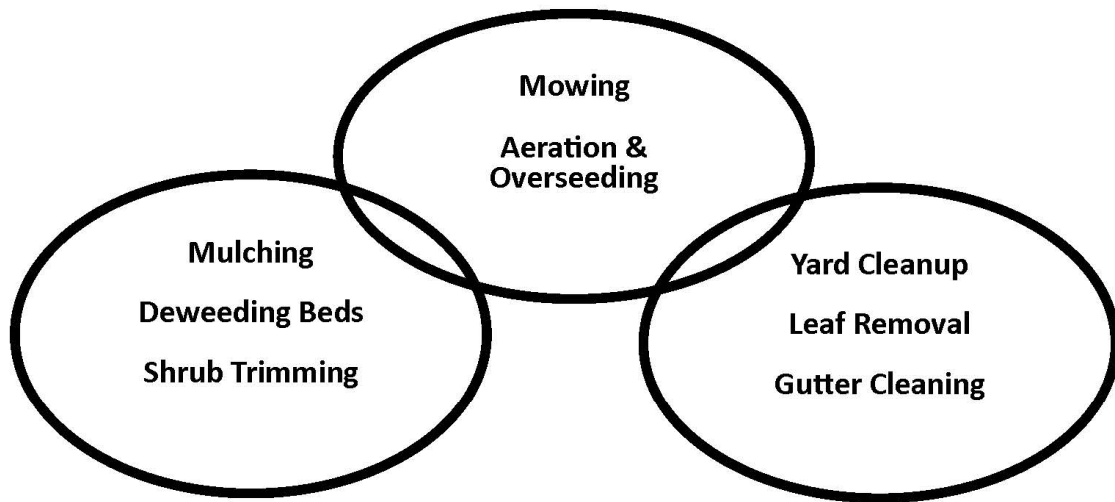 Mowing
Aeration &
Overseeding
Mulching
Deweeding Beds
Shrub Trimming
Yard Cleanup
Leaf Removal
Gutter Cleaning